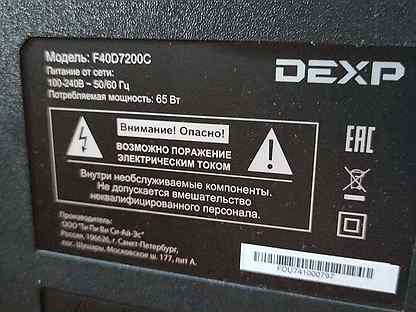 Модель: F40D7200C
DEXP
Питание от сети:
100-240В ~ 50/60 Гц
Потребляемая мощность: 65 Вт
Внимание! Опасно!
ВОЗМОЖНО ПОРАЖЕНИЕ
ЭЛЕКТРИЧЕСКИМ ТОКОМ
Внутри необслуживаемые компоненты.
Не допускается вмешательство
неквалифицированного персонала.
EAC
Производитель:
ООО "Ти Пи Ви Си-Ай-Эс"
Россия, 196626, г. Санкт-Петербург,
пос. Шушары, Московское ш. 177, лит А.
FDU741000797